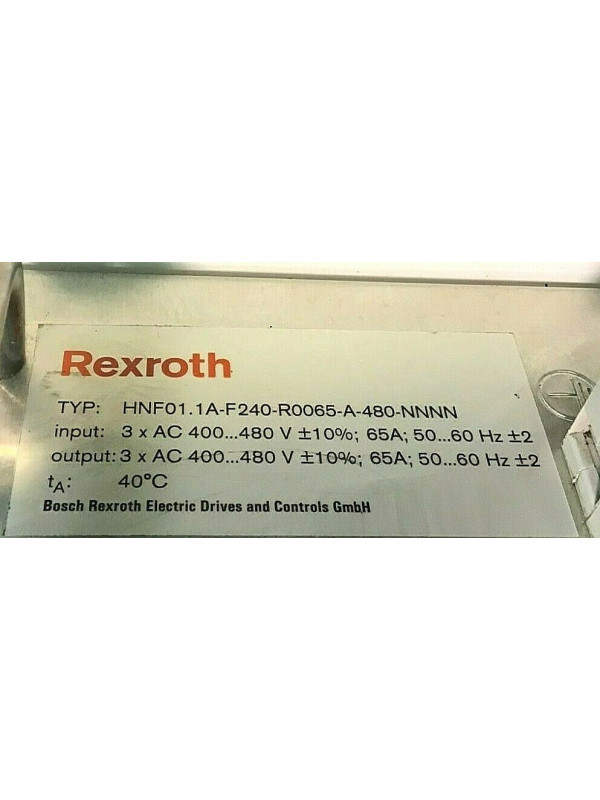 Rexroth
TYP: HNF01.1A-F240-R0065-A-480-NNNN
input: 3 x AC 400...480 V ±10%; 65A; 50...60 Hz ±2
output: 3 x AC 400...480 V ±10%; 65A; 50...60 Hz ±2
tA: 40°C
Bosch Rexroth Electric Drives and Controls GmbH